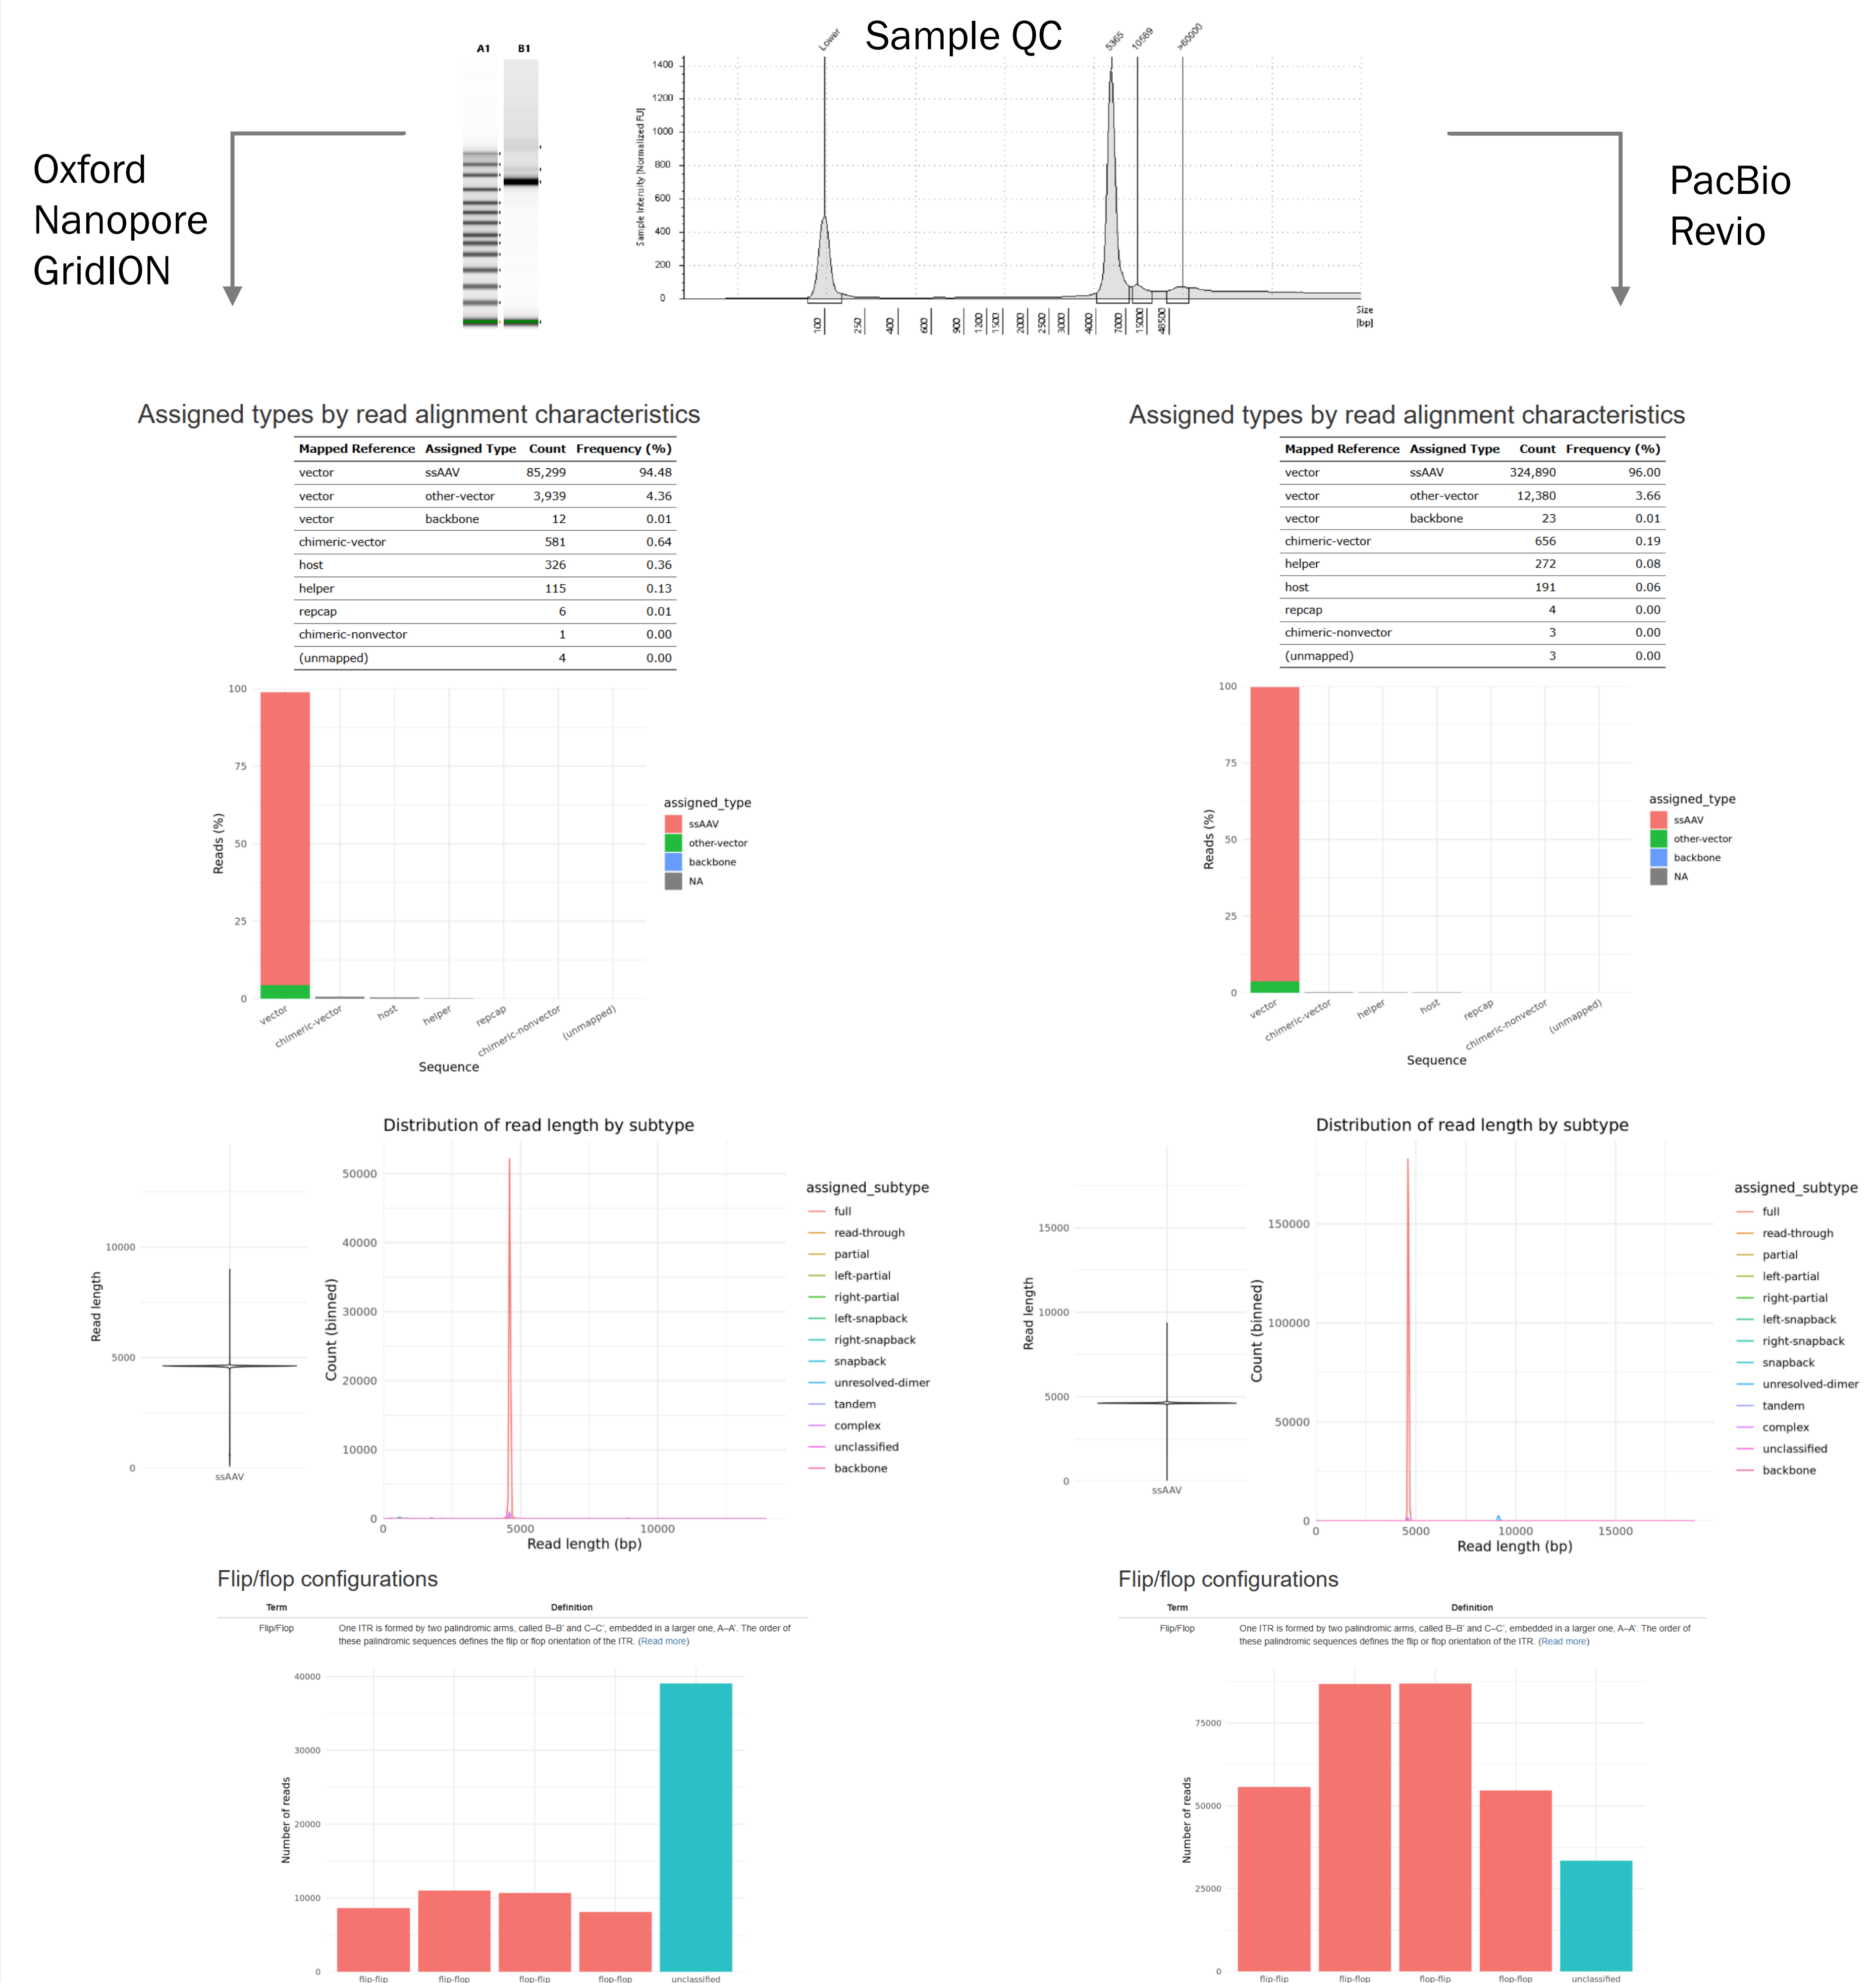 Sample QC
A1 B1
Lower 5365 10569 >60000
Sample Intensity [Normalized FU]
1400
1200
1000
800
600
400
200
0
100 250 400 600 900 1200 1500 2000 2500 3000 4000 7000 15000 48500
Size
[bp]
Oxford
Nanopore
GridION
PacBio
Revio
Assigned types by read alignment characteristics
Mapped Reference Assigned Type Count Frequency (%)
vector ssAAV 85,299 94.48
vector other-vector 3,939 4.36
vector backbone 12 0.01
chimeric-vector 581 0.64
host 326 0.36
helper 115 0.13
repcap 6 0.01
chimeric-nonvector 1 0.00
(unmapped) 4 0.00
Assigned types by read alignment characteristics
Mapped Reference Assigned Type Count Frequency (%)
vector ssAAV 324,890 96.00
vector other-vector 12,380 3.66
vector backbone 23 0.01
chimeric-vector 656 0.19
helper 272 0.08
host 191 0.06
repcap 4 0.00
chimeric-nonvector 3 0.00
(unmapped) 3 0.00
Reads (%)
100
75
50
25
0
vector chimeric-vector host helper repcap chimeric-nonvector (unmapped)
Sequence
assigned_type
ssAAV
other-vector
backbone
NA
Reads (%)
100
75
50
25
0
vector chimeric-vector helper host repcap chimeric-nonvector (unmapped)
Sequence
assigned_type
ssAAV
other-vector
backbone
NA
Read length
10000
5000
0
ssAAV
Distribution of read length by subtype
Count (binned)
50000
40000
30000
20000
10000
0
0 5000 10000
Read length (bp)
assigned_subtype
full
read-through
partial
left-partial
right-partial
left-snapback
right-snapback
snapback
unresolved-dimer
tandem
complex
unclassified
backbone
Read length
15000
10000
5000
0
ssAAV
Distribution of read length by subtype
Count (binned)
150000
100000
50000
0
0 5000 10000 15000
Read length (bp)
assigned_subtype
full
read-through
partial
left-partial
right-partial
left-snapback
right-snapback
snapback
unresolved-dimer
tandem
complex
unclassified
backbone
Flip/flop configurations
Term Definition
Flip/Flop One ITR is formed by two palindromic arms, called B–B' and C–C', embedded in a larger one, A–A'. The order of
these palindromic sequences defines the flip or flop orientation of the ITR. (Read more)
Number of reads
40000
30000
20000
10000
0
flip-flip flip-flop flop-flip flop-flop unclassified
Flip/flop configurations
Term Definition
Flip/Flop One ITR is formed by two palindromic arms, called B–B' and C–C', embedded in a larger one, A–A'. The order of
these palindromic sequences defines the flip or flop orientation of the ITR. (Read more)
Number of reads
75000
50000
25000
0
flip-flip flip-flop flop-flip flop-flop unclassified